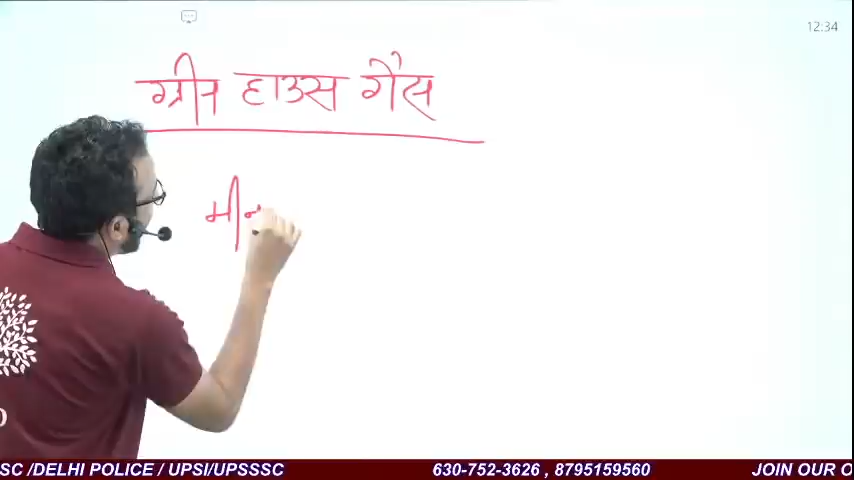 12:34
ग्रीन हाउस गैस
मीन
SC /DELHI POLICE / UPSI/UPSSSC 630-752-3626 , 8795159560 JOIN OUR O